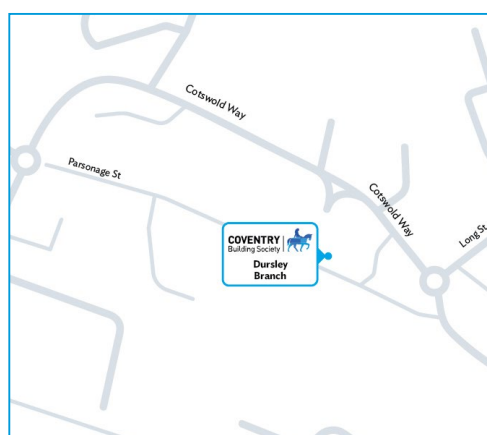 Cotswold Way
Parsonage St
Cotswold Way
Long St
COVENTRY
Building Society
Dursley
Branch